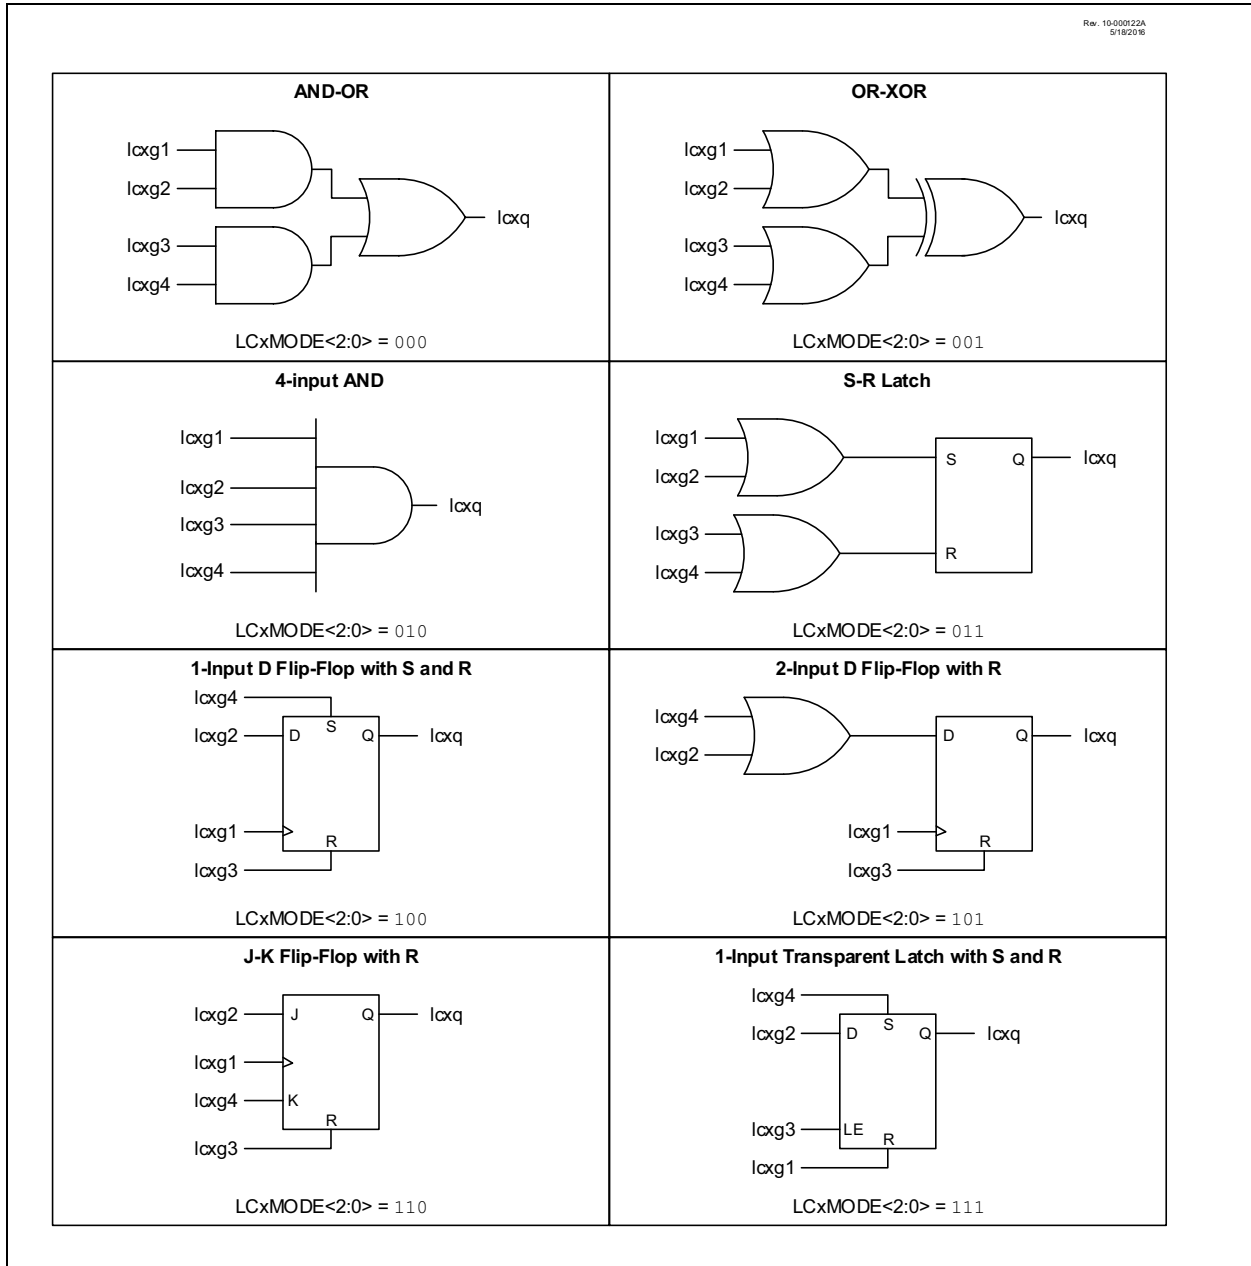 Rev. 10-000122A
5/18/2016
AND-OR
lcxg1
lcxg2
lcxg3
lcxg4
lcxq
LCxMODE<2:0> = 000
OR-XOR
lcxg1
lcxg2
lcxg3
lcxg4
lcxq
LCxMODE<2:0> = 001
4-input AND
lcxg1
lcxg2
lcxg3
lcxg4
lcxq
LCxMODE<2:0> = 010
S-R Latch
lcxg1
lcxg2
lcxg3
lcxg4
S
Q
lcxq
R
LCxMODE<2:0> = 011
1-Input D Flip-Flop with S and R
lcxg4
S
lcxg2
D
Q
lcxq
lcxg1
R
lcxg3
LCxMODE<2:0> = 100
2-Input D Flip-Flop with R
lcxg4
lcxg2
D
Q
lcxq
lcxg1
R
lcxg3
LCxMODE<2:0> = 101
J-K Flip-Flop with R
lcxg2
J
Q
lcxq
lcxg1
lcxg4
K
R
lcxg3
LCxMODE<2:0> = 110
1-Input Transparent Latch with S and R
lcxg4
S
lcxg2
D
Q
lcxq
lcxg3
LE
R
lcxg1
LCxMODE<2:0> = 111